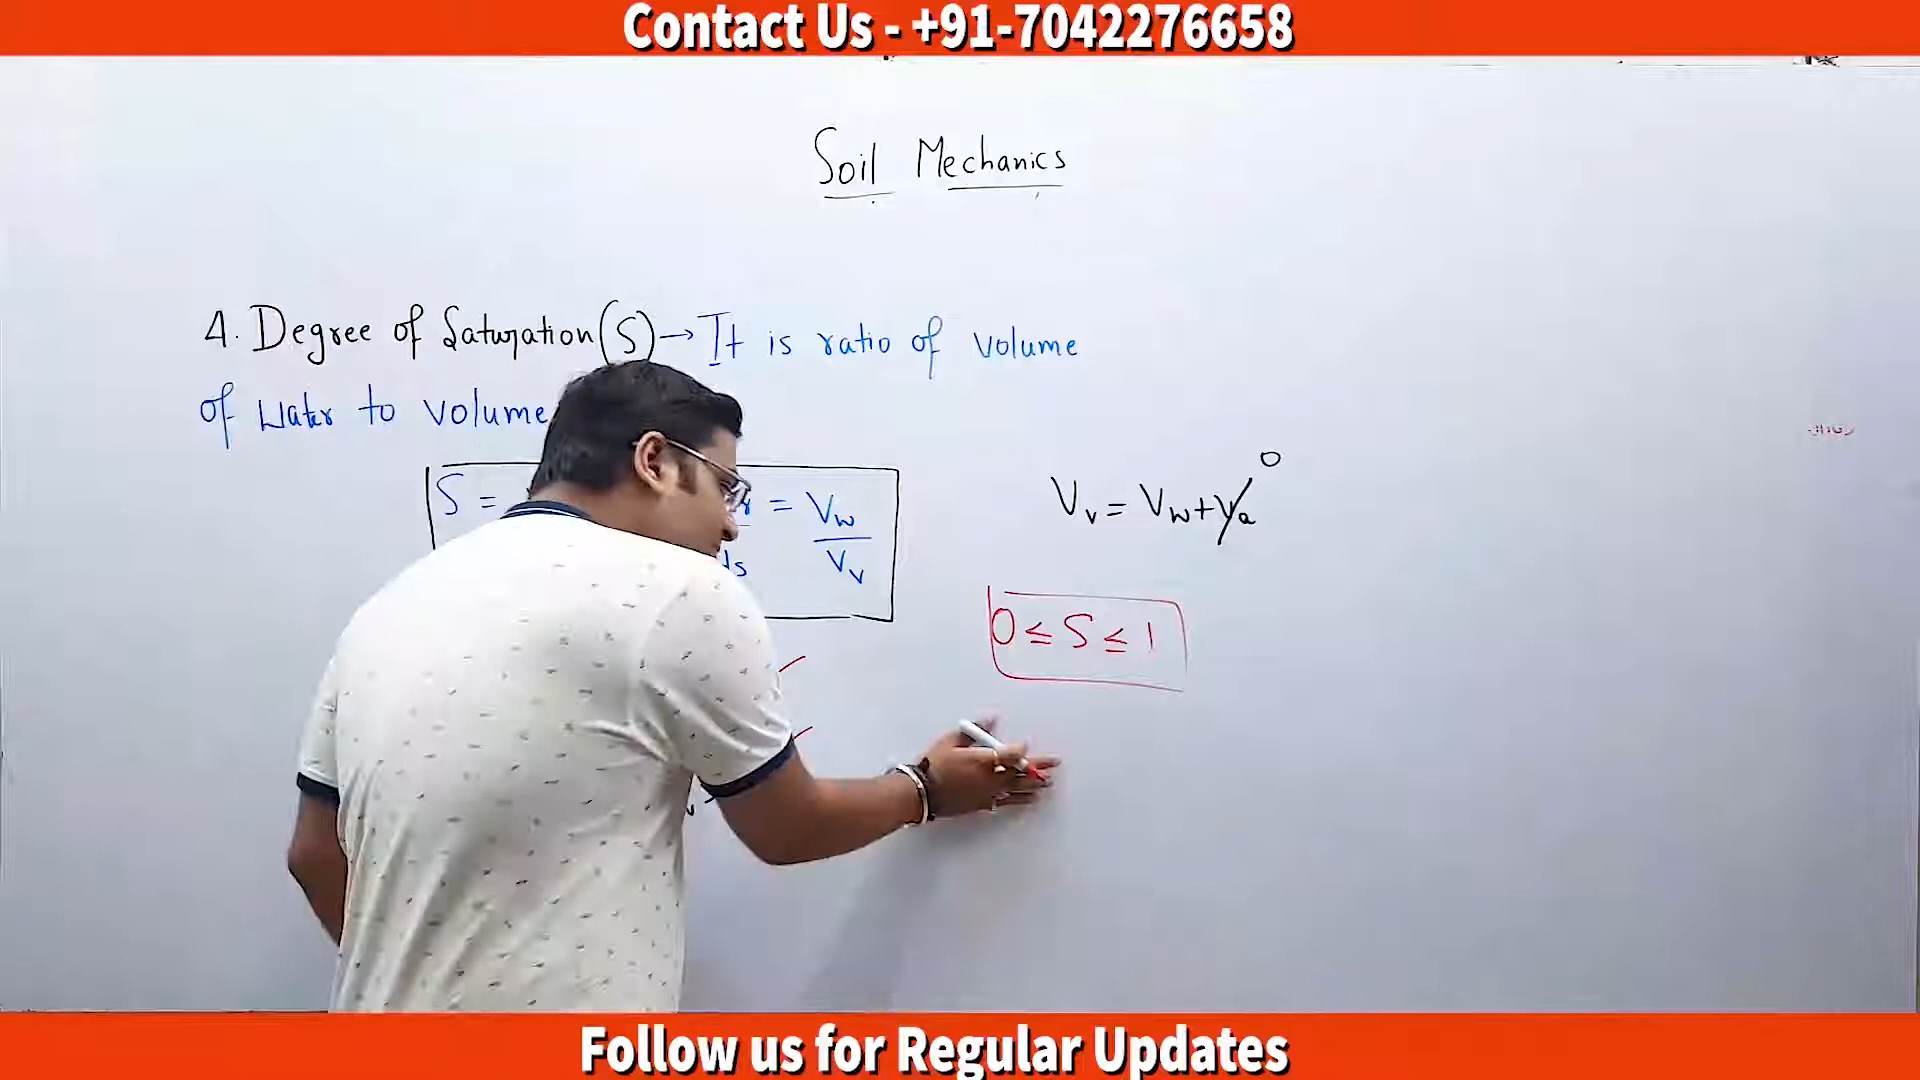 Contact Us - +91-7042276658
Soil Mechanics
4. Degree of Saturation (S) → It is ratio of volume
of Water to volume
S = = Vw
Vv
Vv = Vw + Va 0
0 ≤ S ≤ 1
Follow us for Regular Updates